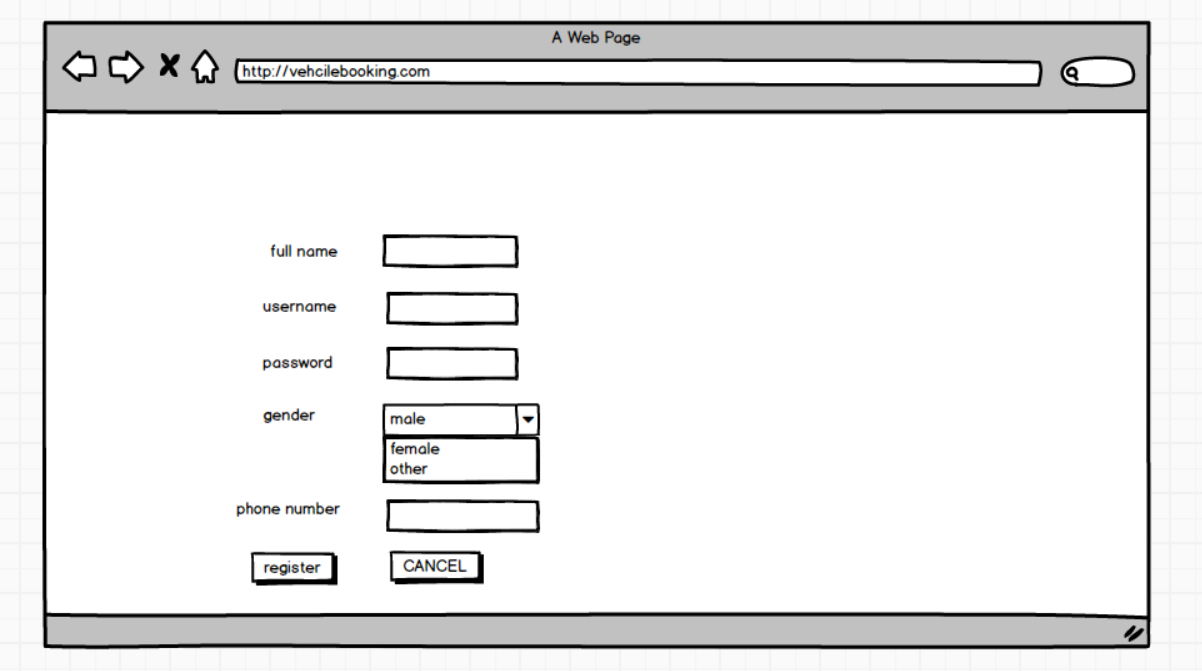 A Web Page
http://vehcilebooking.com
full name
username
password
gender
male
female
other
phone number
register
CANCEL